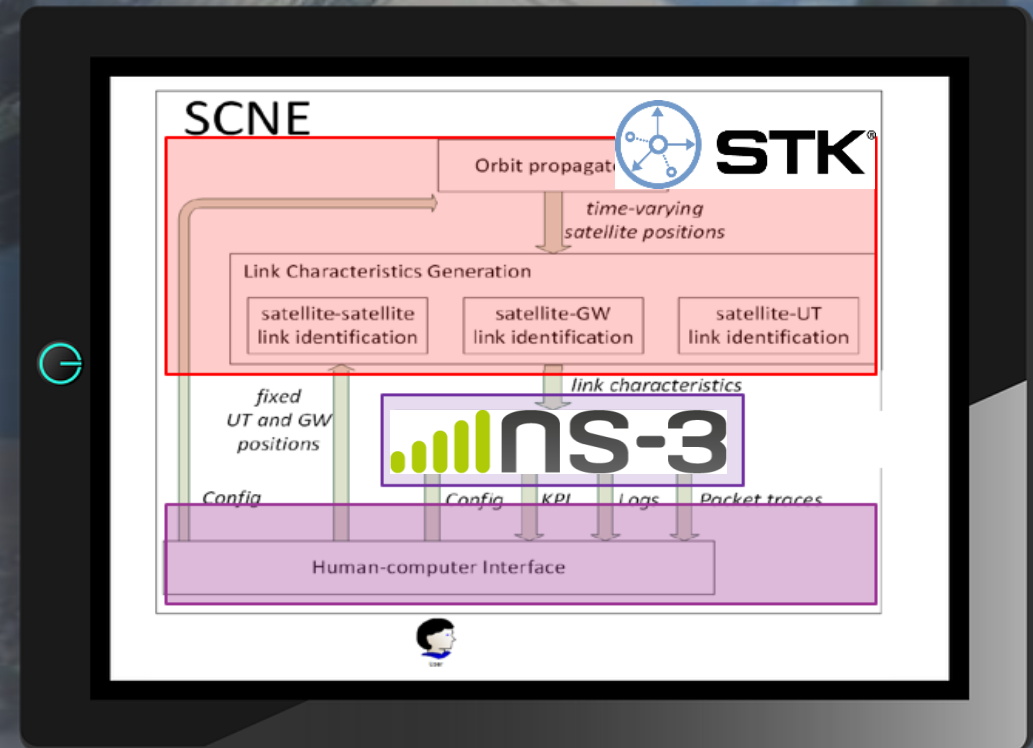 SCNE
STK®
Orbit propagat
time-varying
satellite positions
Link Characteristics Generation
satellite-satellite
link identification
satellite-GW
link identification
satellite-UT
link identification
fixed
UT and GW
positions
link characteristics
ns-3
Config
Config
KPI
Logs
Packet traces
Human-computer Interface
user